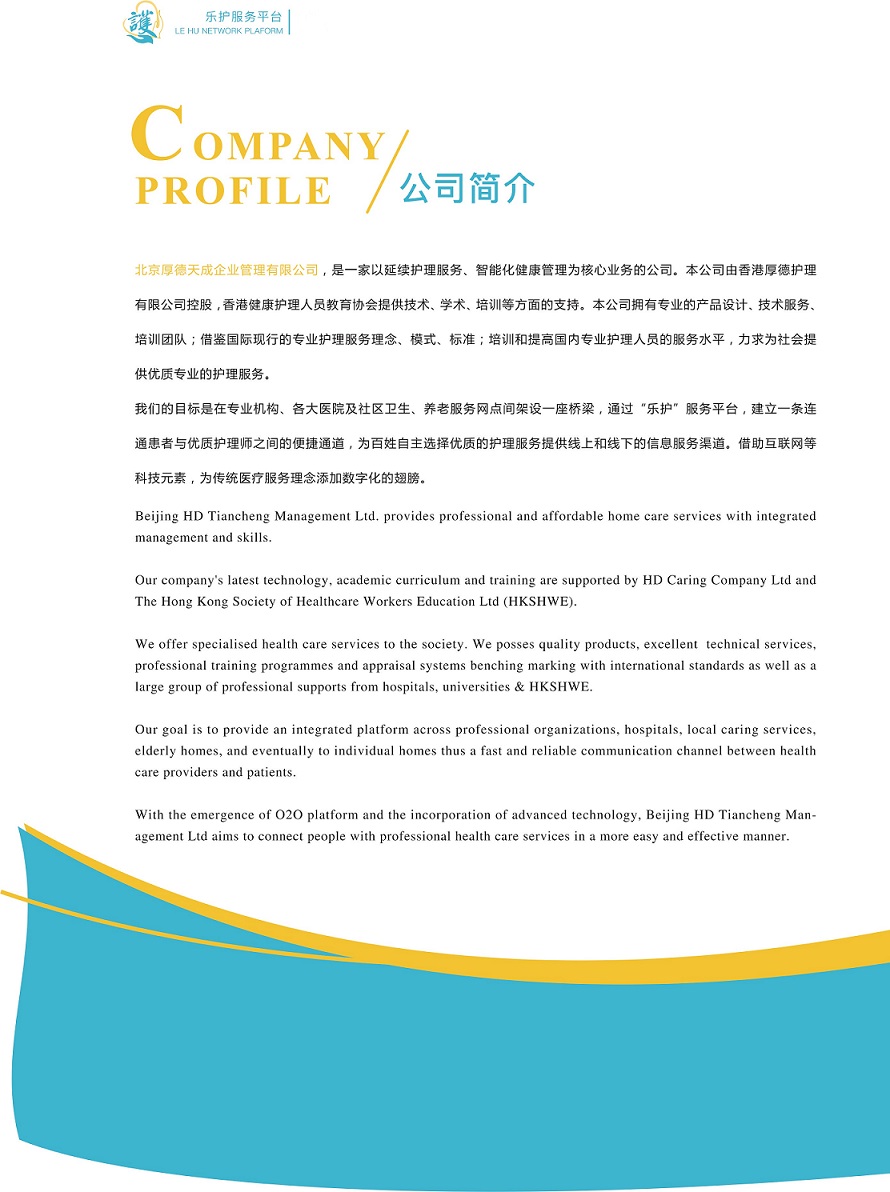 護
乐护服务平台
LE HU NETWORK PLAFORM
COMPANY
PROFILE
公司简介
北京厚德天成企业管理有限公司，是一家以延续护理服务、智能化健康管理为核心业务的公司。本公司由香港厚德护理
有限公司控股，香港健康护理人员教育协会提供技术、学术、培训等方面的支持。本公司拥有专业的产品设计、技术服务、
培训团队；借鉴国际现行的专业护理服务理念、模式、标准；培训和提高国内专业护理人员的服务水平，力求为社会提
供优质专业的护理服务。
我们的目标是在专业机构、各大医院及社区卫生、养老服务网点间架设一座桥梁，通过“乐护”服务平台，建立一条连
通患者与优质护理师之间的便捷通道，为百姓自主选择优质的护理服务提供线上和线下的信息服务渠道。借助互联网等
科技元素，为传统医疗服务理念添加数字化的翅膀。
Beijing HD Tiancheng Management Ltd. provides professional and affordable home care services with integrated
management and skills.
Our company's latest technology, academic curriculum and training are supported by HD Caring Company Ltd and
The Hong Kong Society of Healthcare Workers Education Ltd (HKSHWE).
We offer specialised health care services to the society. We posses quality products, excellent  technical services,
professional training programmes and appraisal systems benching marking with international standards as well as a
large group of professional supports from hospitals, universities & HKSHWE.
Our goal is to provide an integrated platform across professional organizations, hospitals, local caring services,
elderly homes, and eventually to individual homes thus a fast and reliable communication channel between health
care providers and patients.
With the emergence of O2O platform and the incorporation of advanced technology, Beijing HD Tiancheng Man-
agement Ltd aims to connect people with professional health care services in a more easy and effective manner.